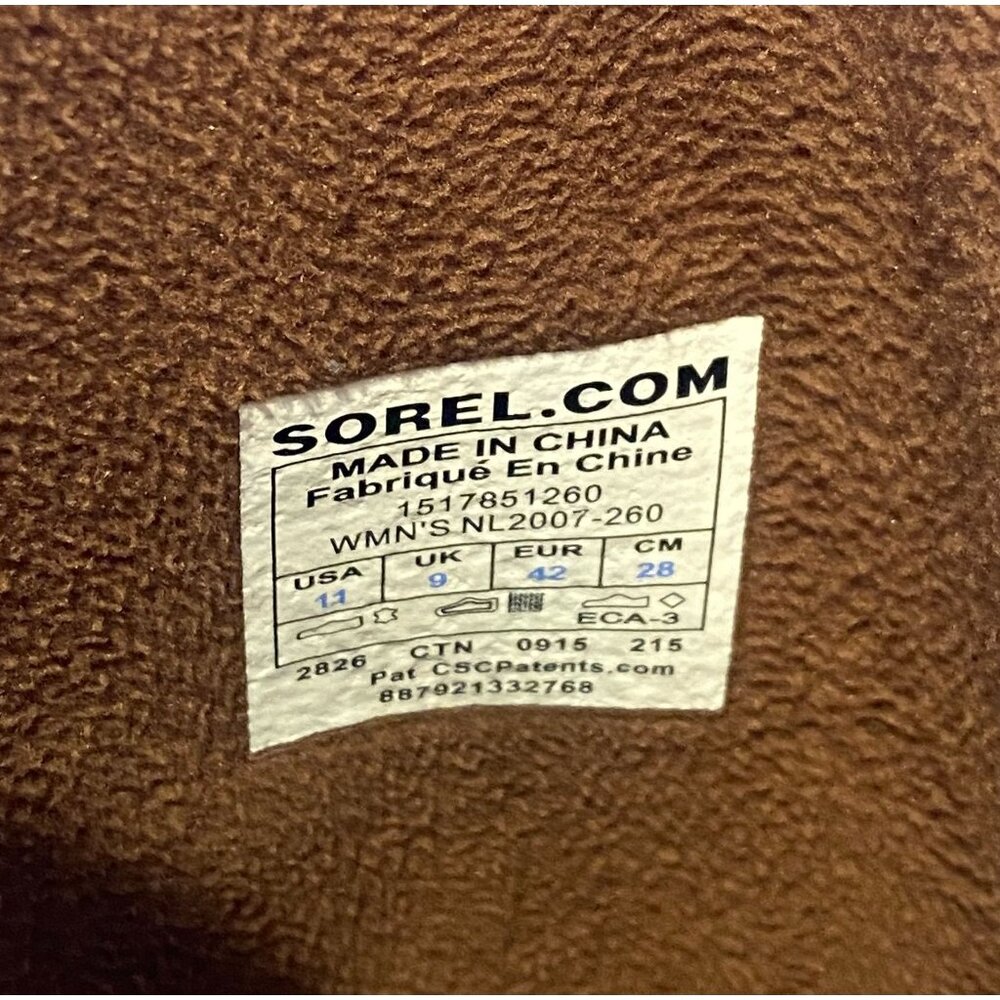 SOREL.COM
MADE IN CHINA
Fabriqué En Chine
1517851260
WMN'S NL2007-260
USA UK EUR CM
11 9 42 28
ECA-3
2826 CTN 0915 215
Pat CSCPatents.com
887921332768